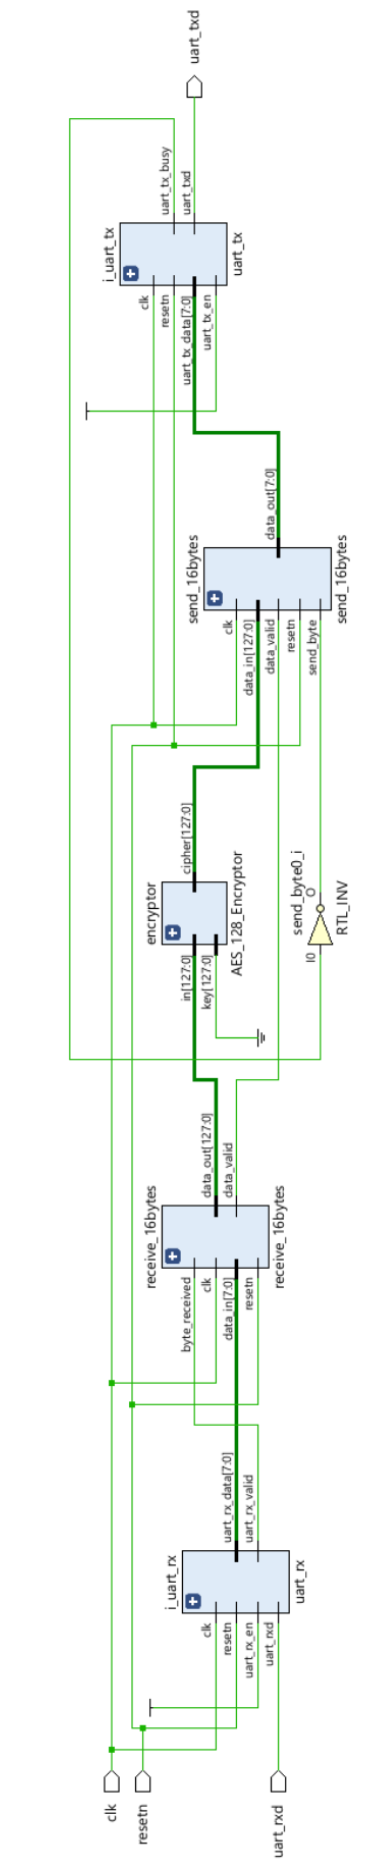 clk
resetn
uart_rxd
i_uart_rx
clk
resetn
uart_rx_en
uart_rxd
uart_rx_data[7:0]
uart_rx_valid
uart_rx
receive_16bytes
byte_received
clk
data_in[7:0]
resetn
data_out[127:0]
data_valid
receive_16bytes
encryptor
in[127:0]
key[127:0]
cipher[127:0]
AES_128_Encryptor
send_byte0_i
I0
O
RTL_INV
send_16bytes
clk
data_in[127:0]
data_valid
resetn
send_byte
data_out[7:0]
send_16bytes
i_uart_tx
clk
resetn
uart_tx_data[7:0]
uart_tx_en
uart_tx_busy
uart_txd
uart_tx
uart_txd